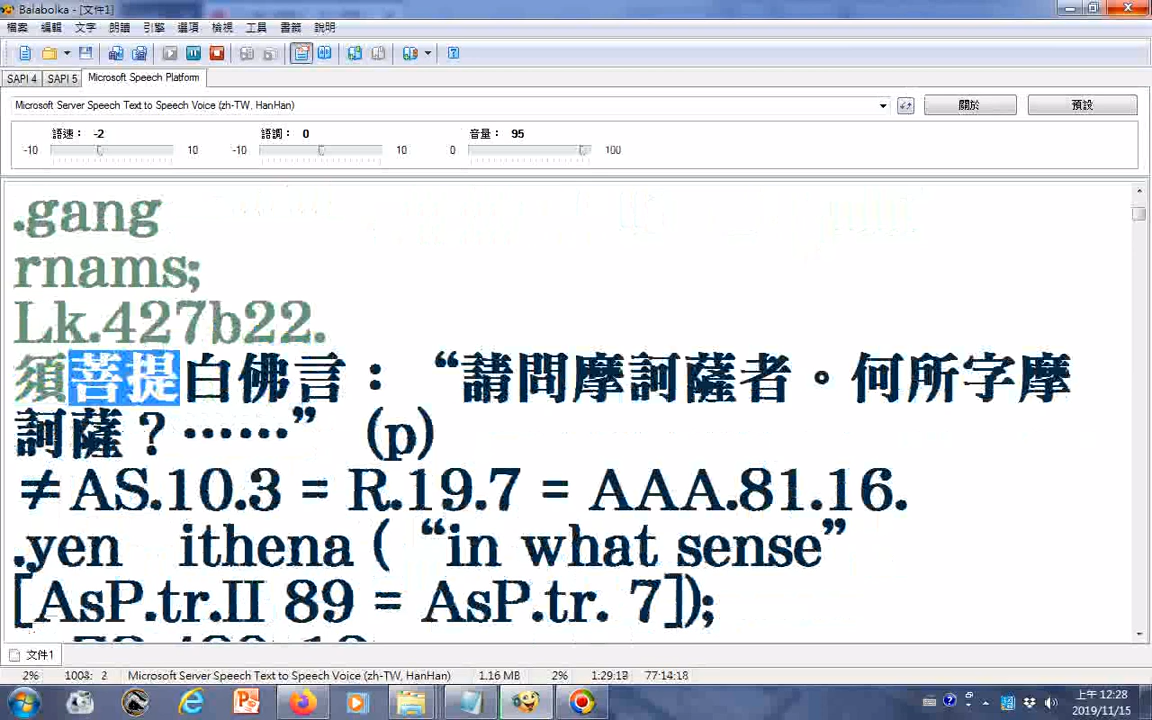 Balabolka - [文件1]
檔案 編輯 文字 朗讀 引擎 選項 檢視 工具 書籤 說明
SAPI 4 SAPI 5 Microsoft Speech Platform
Microsoft Server Speech Text to Speech Voice (zh-TW, HanHan) 關於 預設
語速： -2 語調： 0 音量： 95
-10 10 -10 10 0 100
.gang
rnams;
Lk.427b22.
須菩提白佛言：“請問摩訶薩者。何所字摩
訶薩？……” (p)
≠AS.10.3 = R.19.7 = AAA.81.16.
.yen ithena (“in what sense”
[AsP.tr.II 89 = AsP.tr. 7]);
文件1
2% 1008: 2 Microsoft Server Speech Text to Speech Voice (zh-TW, HanHan) 1.16 MB 2% 1:29:18 77:14:18
上午 12:28
2019/11/15